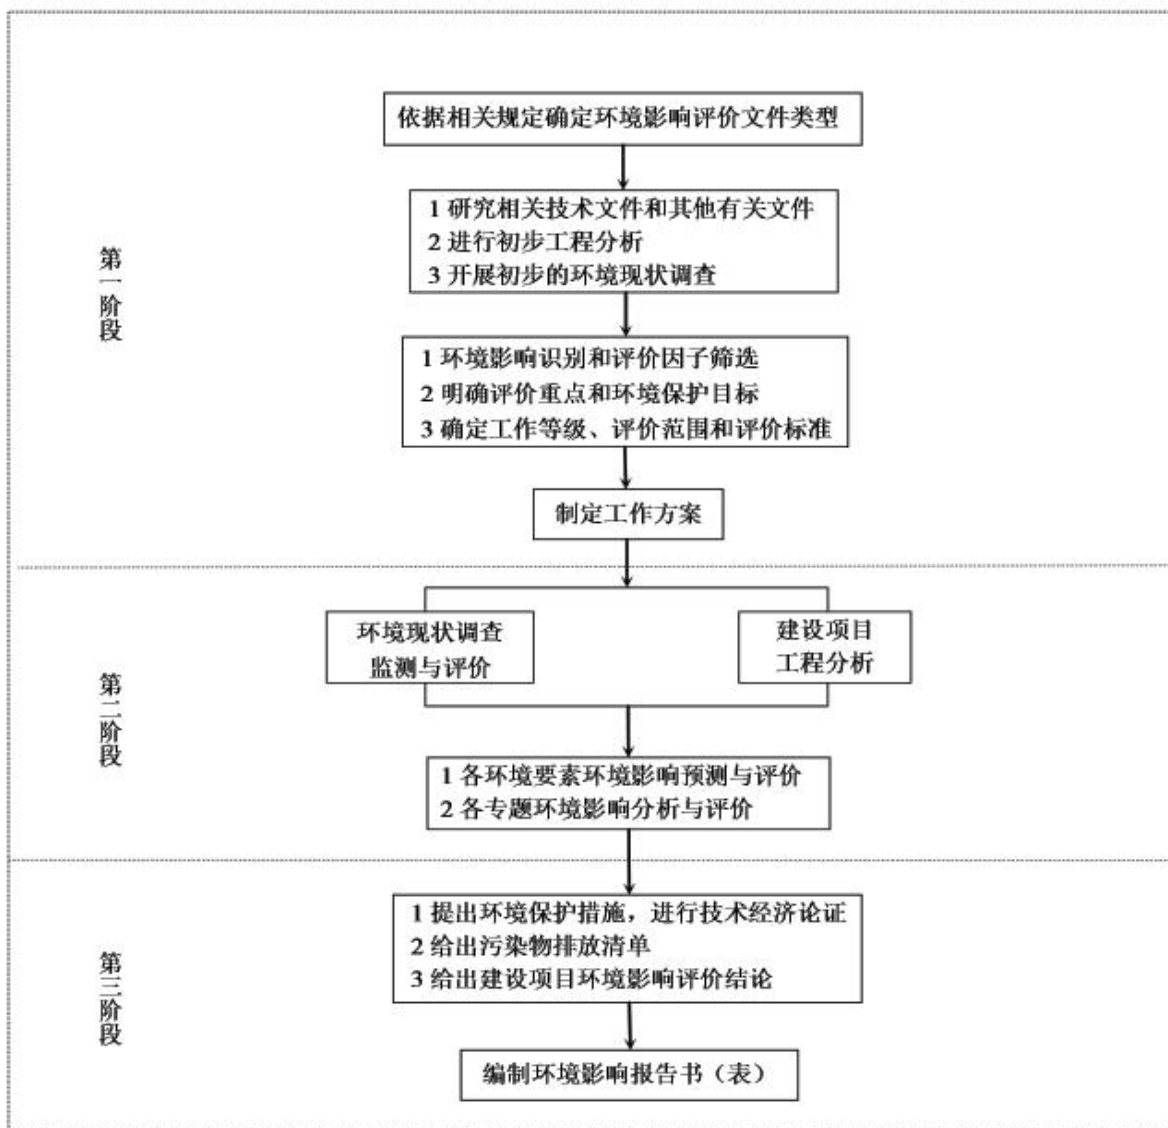 依据相关规定确定环境影响评价文件类型
1 研究相关技术文件和其他有关文件
2 进行初步工程分析
3 开展初步的环境现状调查
第一阶段
1 环境影响识别和评价因子筛选
2 明确评价重点和环境保护目标
3 确定工作等级、评价范围和评价标准
制定工作方案
环境现状调查
监测与评价
建设项目
工程分析
第二阶段
1 各环境要素环境影响预测与评价
2 各专题环境影响分析与评价
1 提出环境保护措施，进行技术经济论证
2 给出污染物排放清单
3 给出建设项目环境影响评价结论
第三阶段
编制环境影响报告书（表）